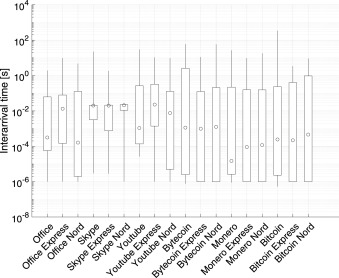 10^4
10^2
10^0
10^-2
10^-4
10^-6
10^-8
Interarrival time [s]
Office
Office Express
Office Nord
Skype
Skype Express
Skype Nord
Youtube
Youtube Express
Youtube Nord
Bytecoin
Bytecoin Express
Bytecoin Nord
Monero
Monero Express
Monero Nord
Bitcoin
Bitcoin Express
Bitcoin Nord